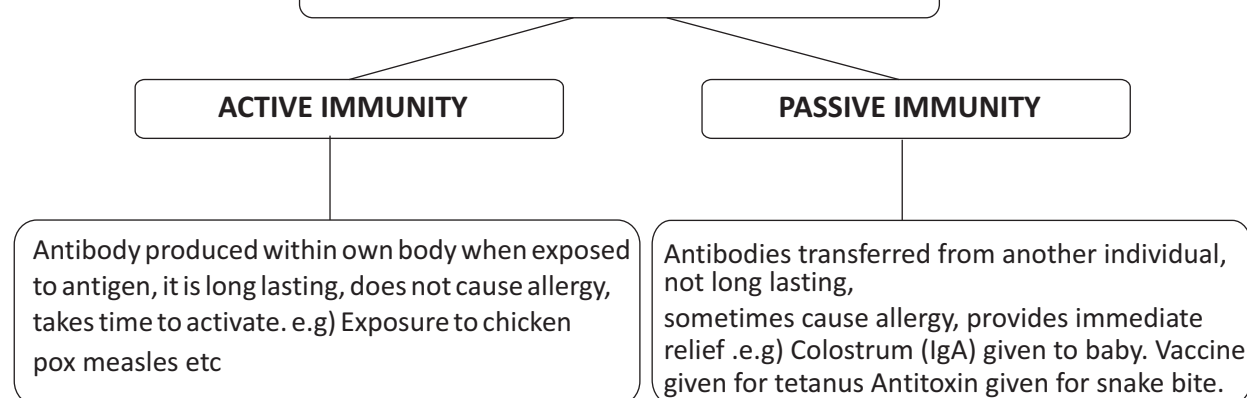 ACTIVE IMMUNITY
PASSIVE IMMUNITY
Antibody produced within own body when exposed
to antigen, it is long lasting, does not cause allergy,
takes time to activate. e.g) Exposure to chicken
pox measles etc
Antibodies transferred from another individual,
not long lasting,
sometimes cause allergy, provides immediate
relief .e.g) Colostrum (IgA) given to baby. Vaccine
given for tetanus Antitoxin given for snake bite.